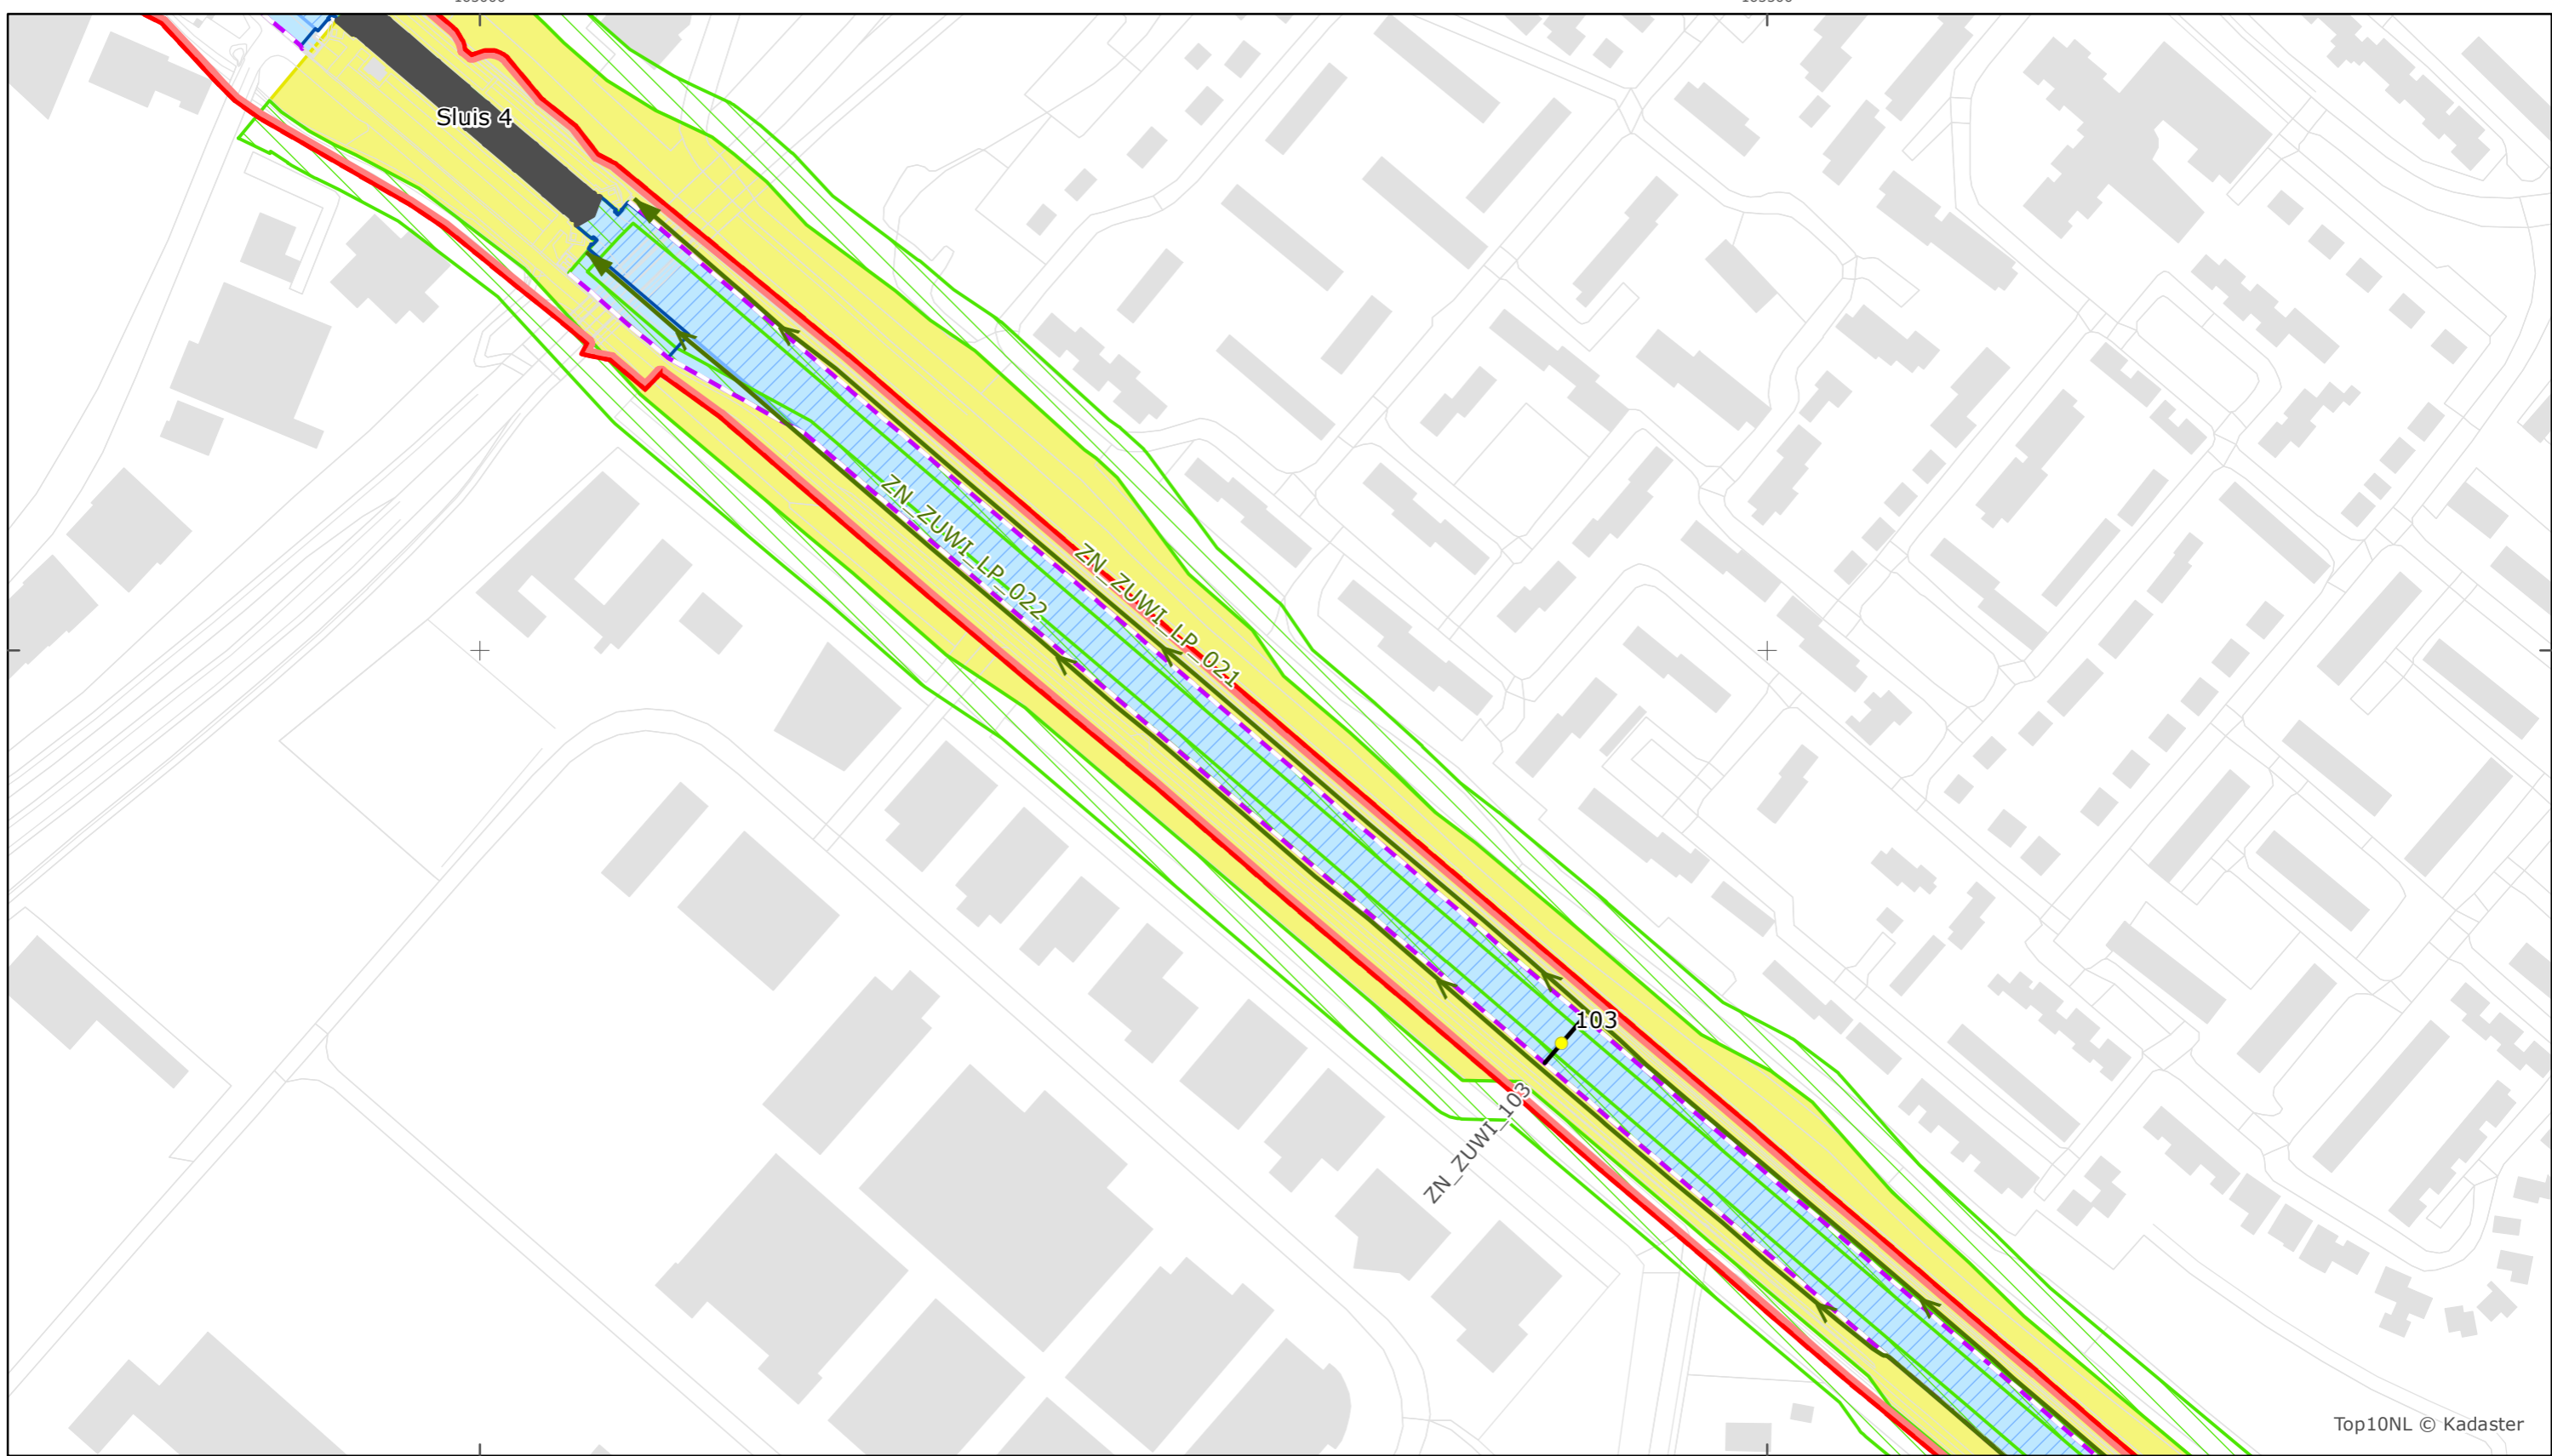 Sluis 4
ZN_ZUWI_LP_022
ZN_ZUWI_LP_021
103
ZN_ZUWI_103
Top10NL © Kadaster